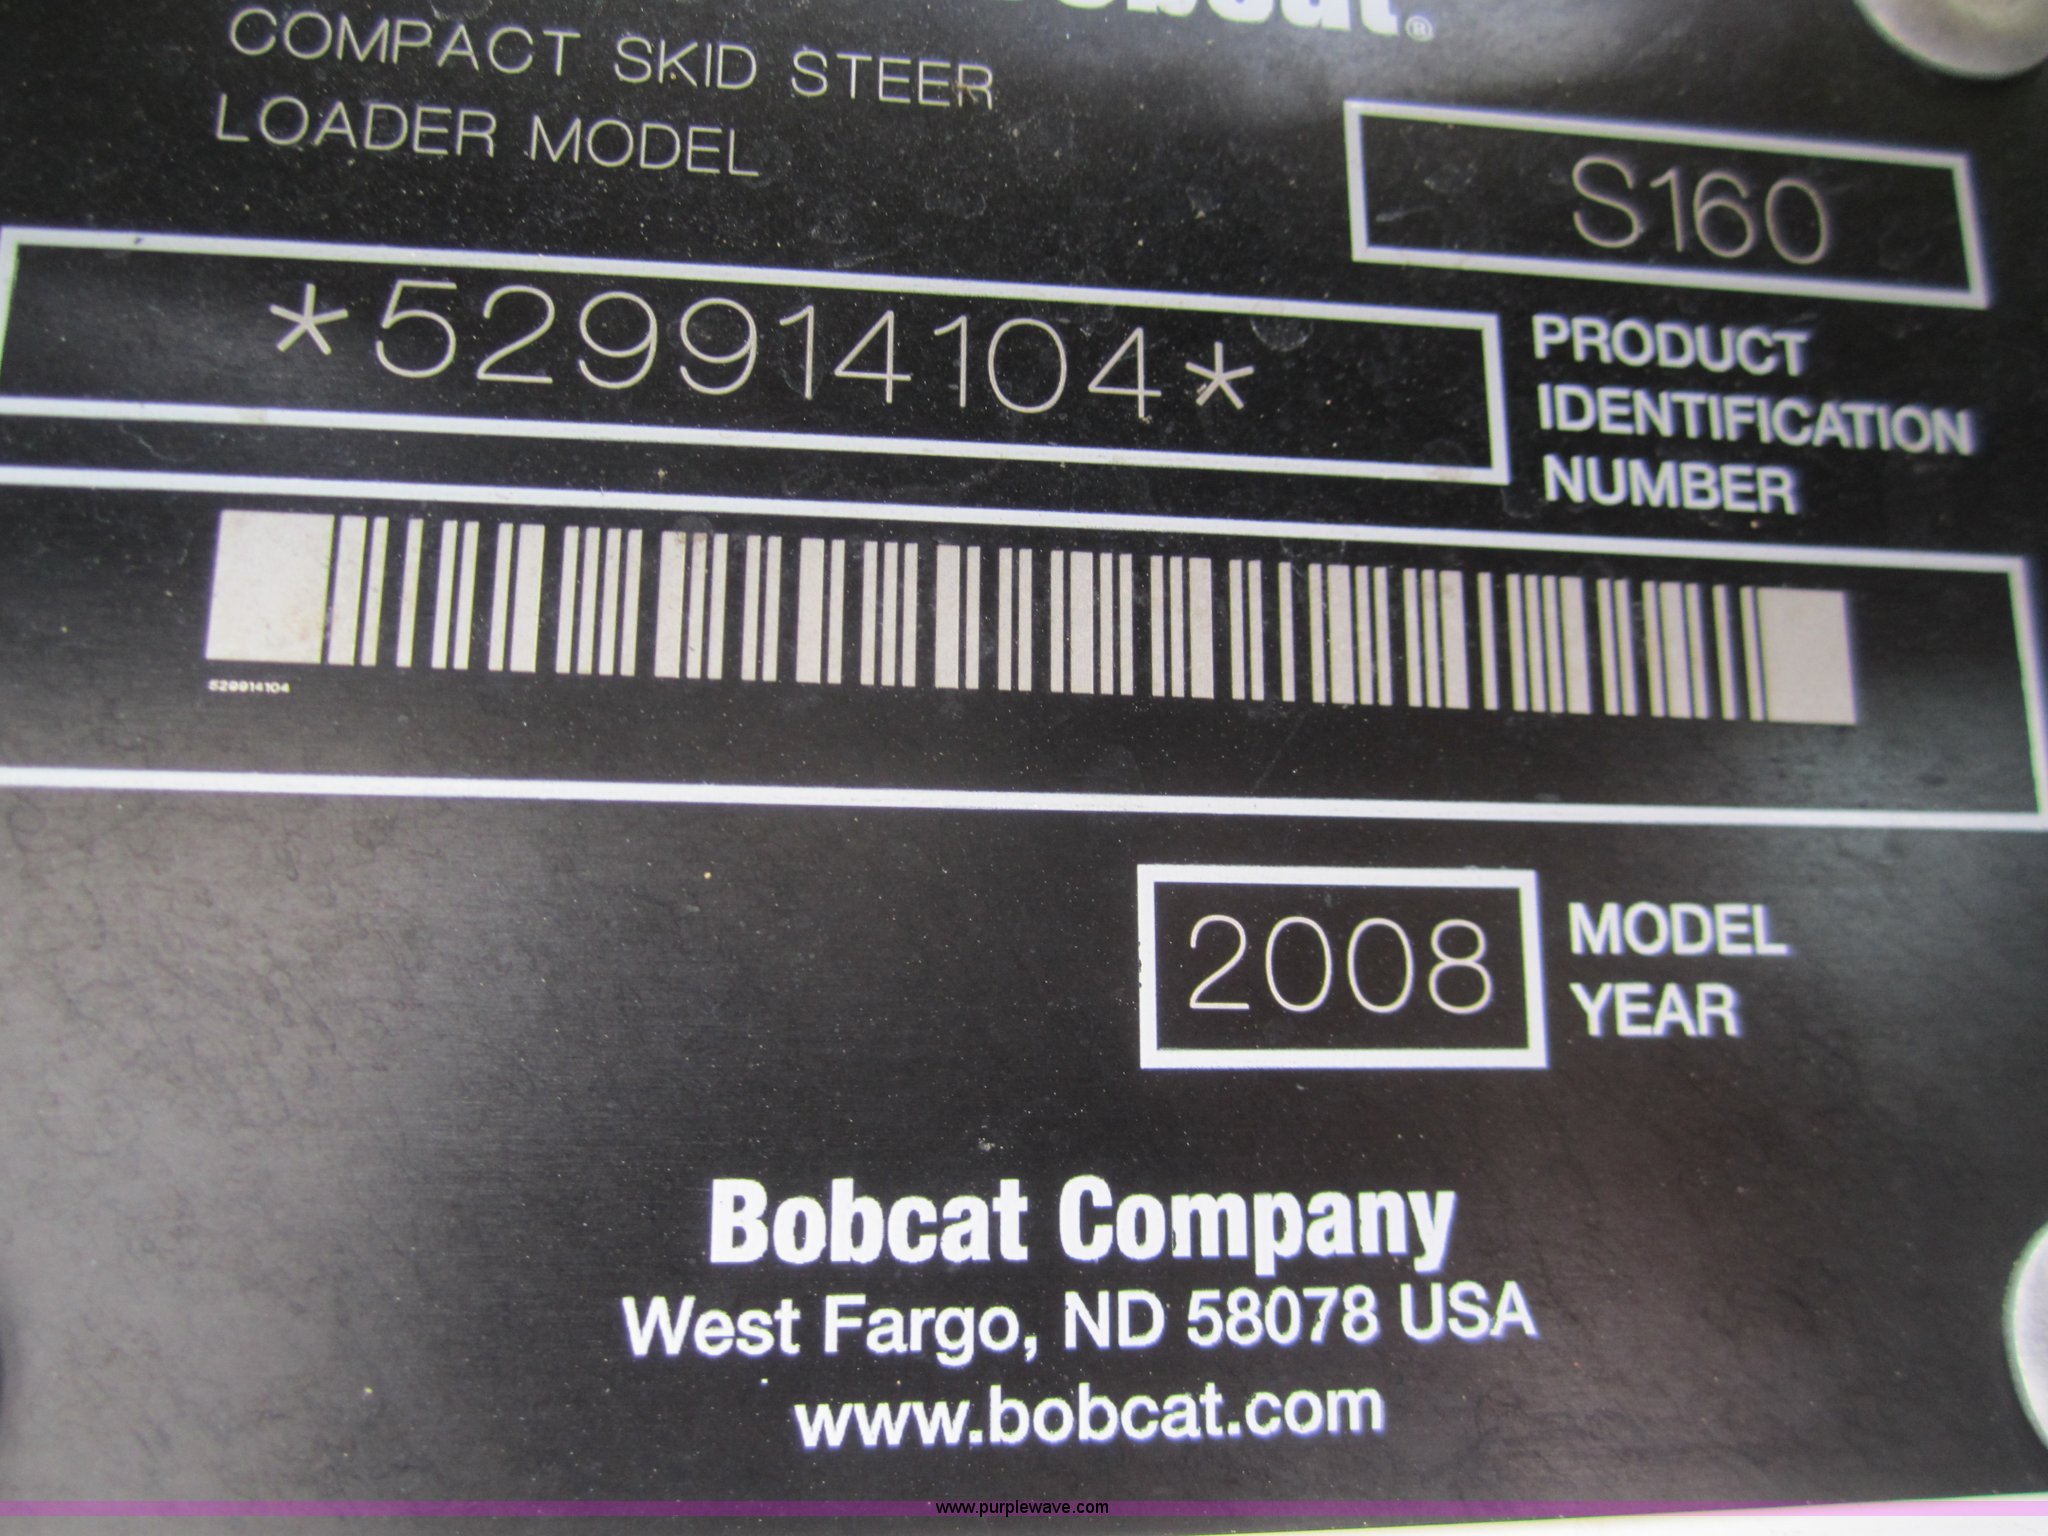 Bobcat®
COMPACT SKID STEER
LOADER MODEL
S160
*529914104*
PRODUCT
IDENTIFICATION
NUMBER
529914104
2008
MODEL
YEAR
Bobcat Company
West Fargo, ND 58078 USA
www.bobcat.com
www.purplewave.com